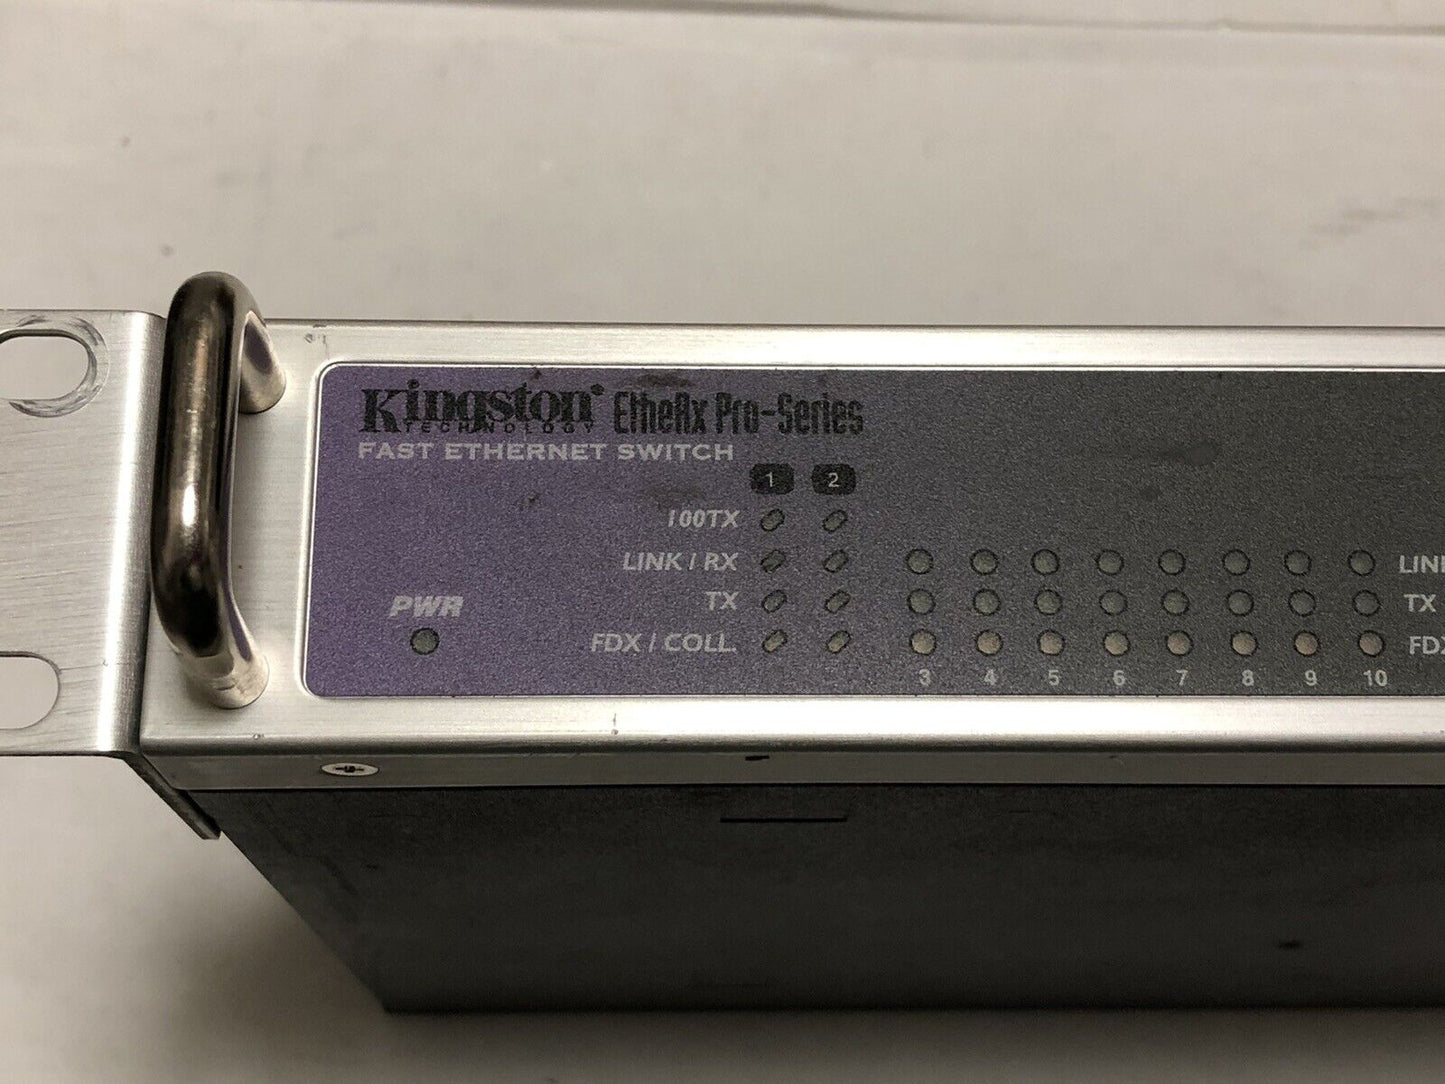 Kingston EtheRx Pro-Series
TECHNOLOGY
FAST ETHERNET SWITCH
1 2
100TX
LINK / RX
TX TX
FDX / COLL.
PWR
3 4 5 6 7 8 9 10